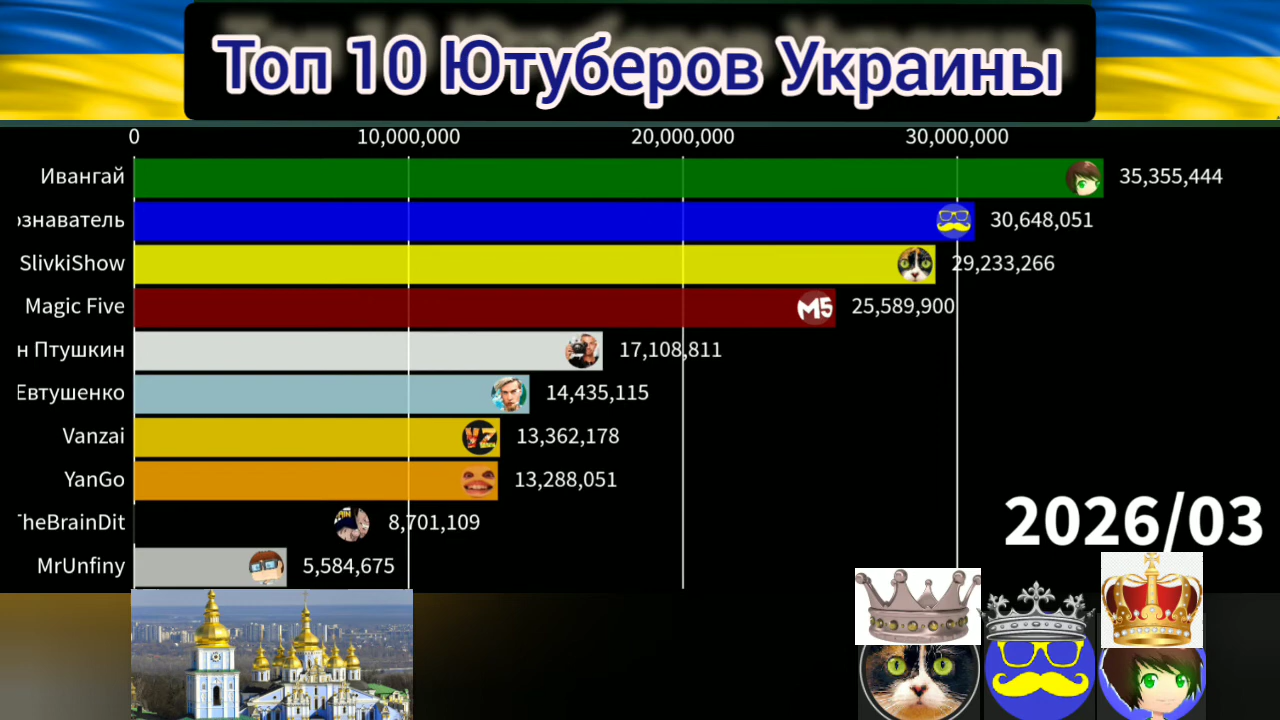 Топ 10 Ютуберов Украины
0 10,000,000 20,000,000 30,000,000
Ивангай 35,355,444
ознаватель 30,648,051
SlivkiShow 29,233,266
Magic Five M5 25,589,900
н Птушкин 17,108,811
Евтушенко 14,435,115
Vanzai VZ 13,362,178
YanGo 13,288,051
TheBrainDit 8,701,109
MrUnfiny 5,584,675
2026/03